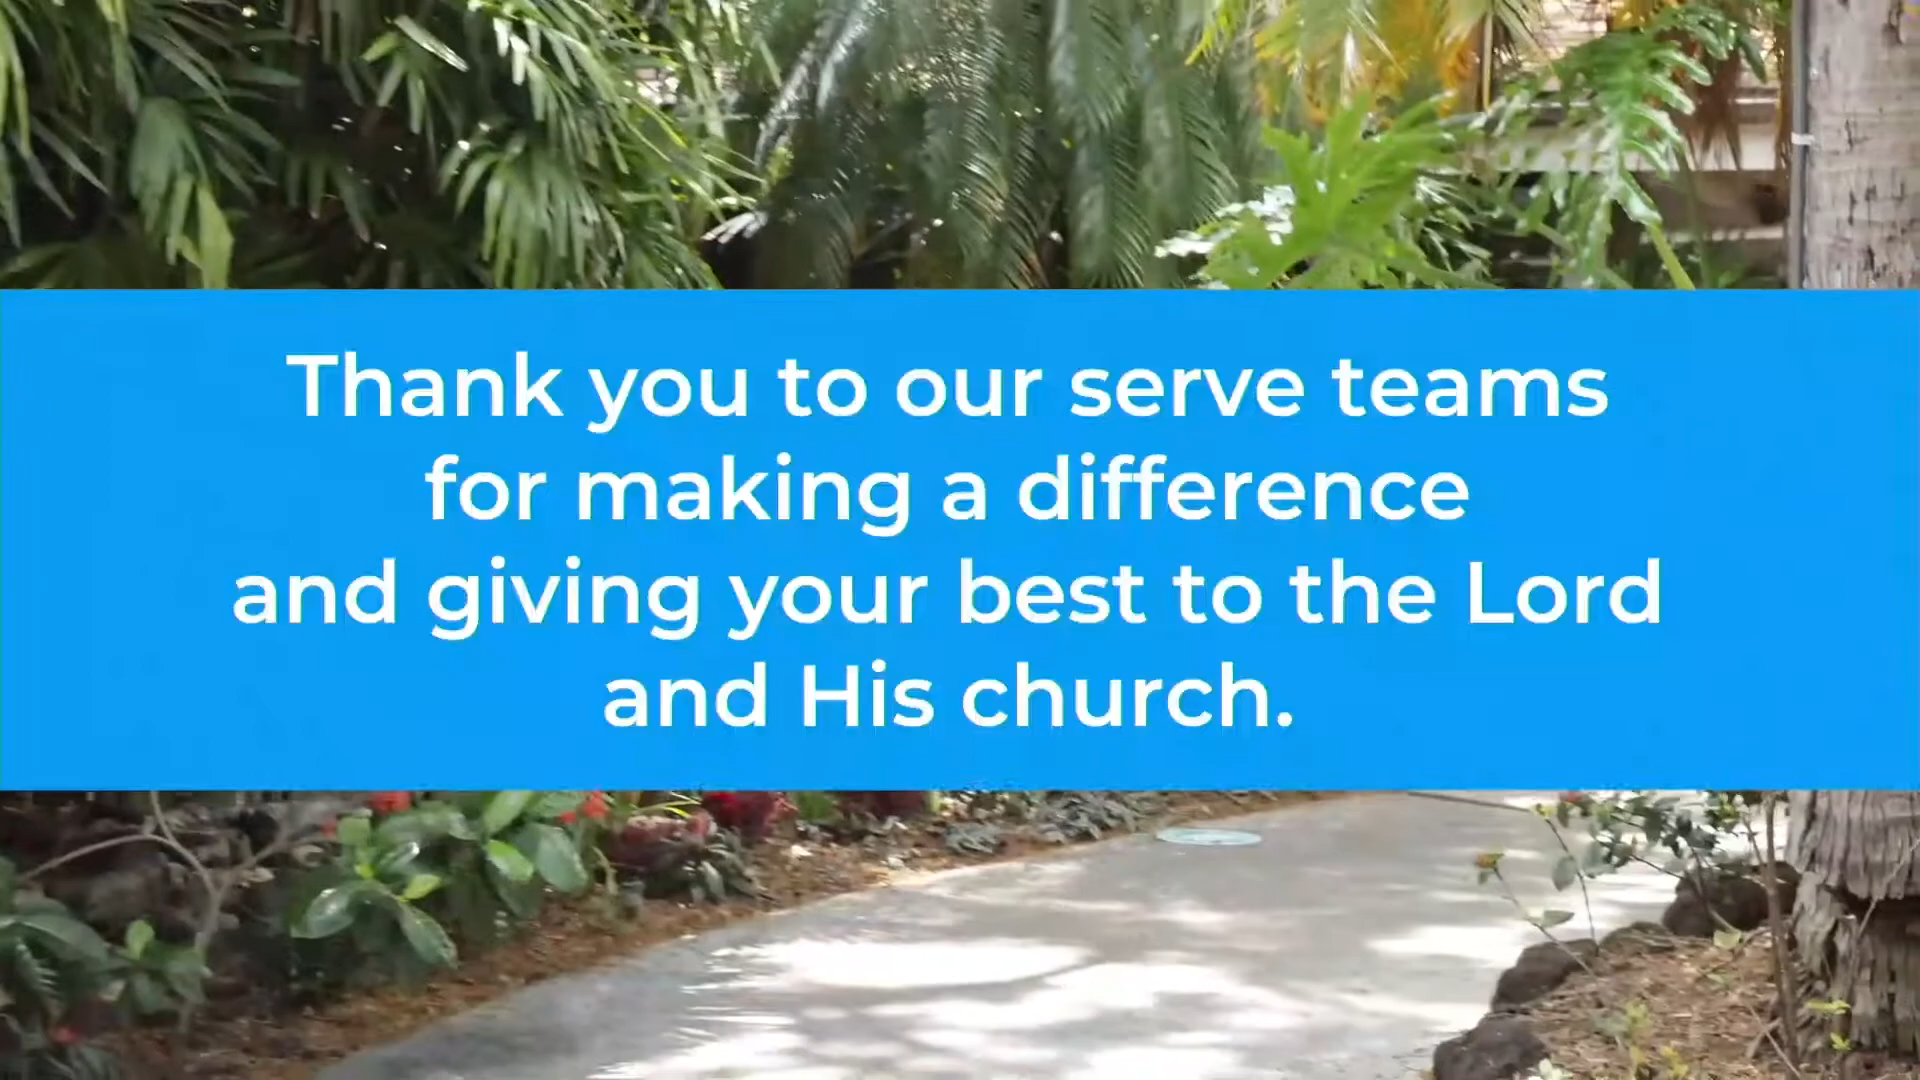 Thank you to our serve teams
for making a difference
and giving your best to the Lord
and His church.